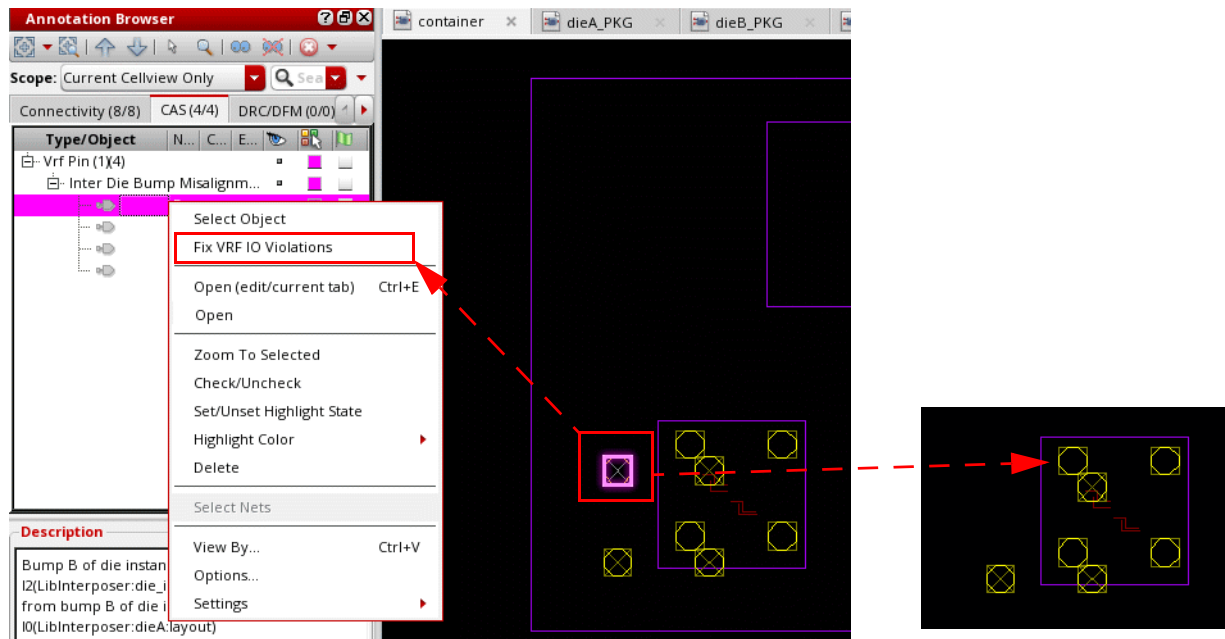 Annotation Browser
container
dieA_PKG
dieB_PKG
Scope: Current Cellview Only
Sea
Connectivity (8/8) CAS (4/4) DRC/DFM (0/0)
Type/Object N... C... E...
Vrf Pin (1)(4)
Inter Die Bump Misalignm...
Select Object
Fix VRF IO Violations
Open (edit/current tab) Ctrl+E
Open
Zoom To Selected
Check/Uncheck
Set/Unset Highlight State
Highlight Color
Delete
Select Nets
View By... Ctrl+V
Options...
Settings
Description
Bump B of die instan
I2(LibInterposer:die_i
from bump B of die i
I0(LibInterposer:dieA:layout)